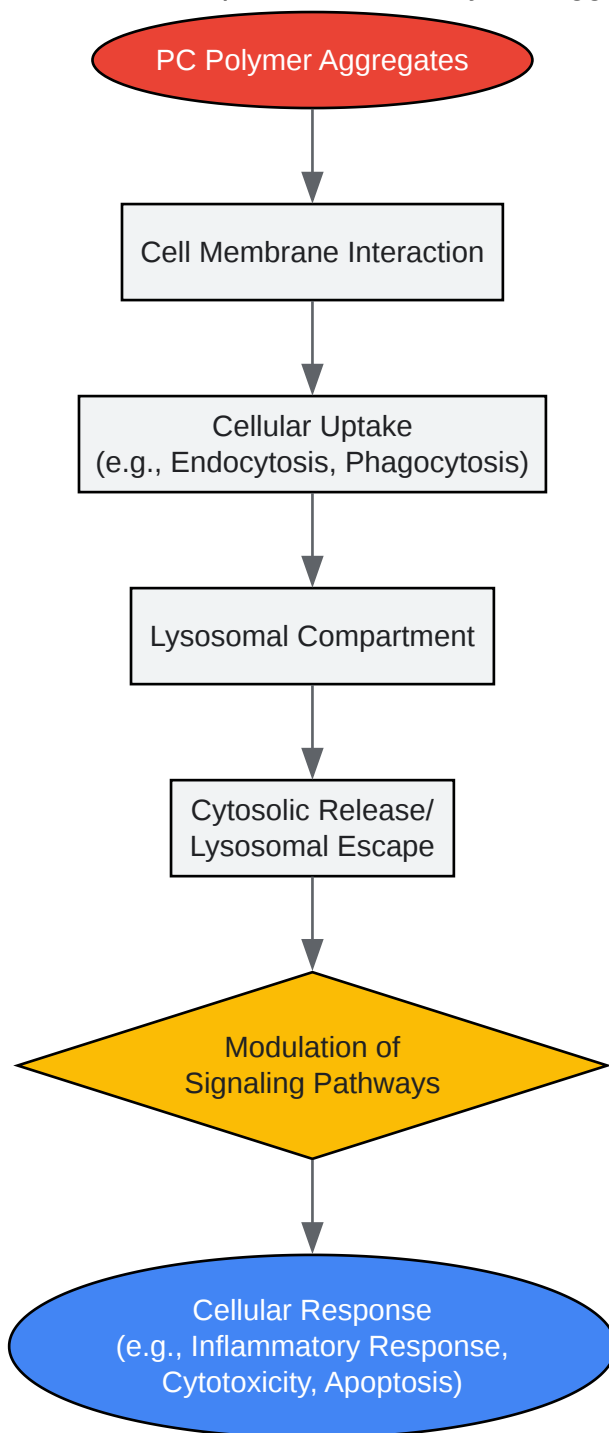 PC Polymer Aggregates
Cell Membrane Interaction
Cellular Uptake
(e.g., Endocytosis, Phagocytosis)
Lysosomal Compartment
Cytosolic Release/
Lysosomal Escape
Modulation of
Signaling Pathways
Cellular Response
(e.g., Inflammatory Response,
Cytotoxicity, Apoptosis)